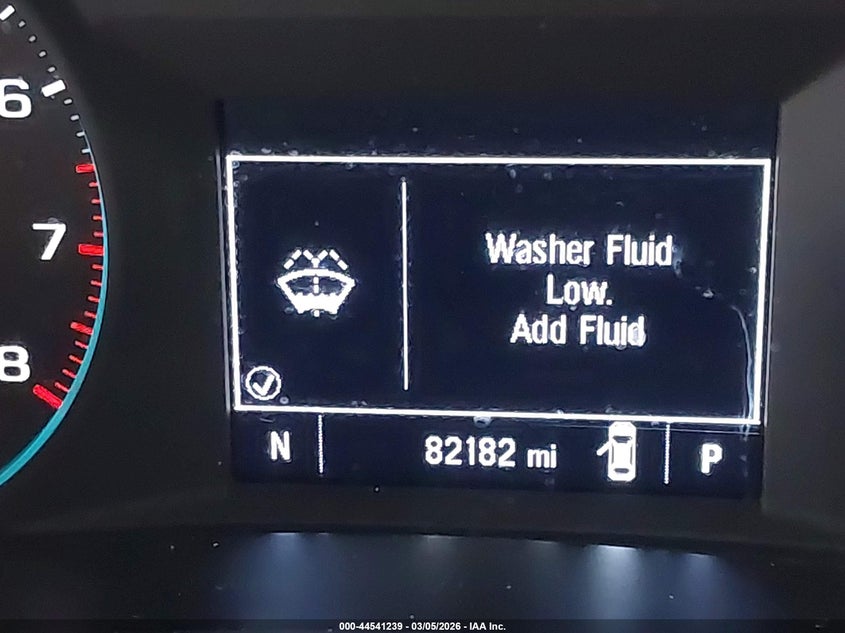 6
7
8
Washer Fluid
Low.
Add Fluid
N
82182 mi
P
000-44541239 - 03/05/2026 - IAA Inc.